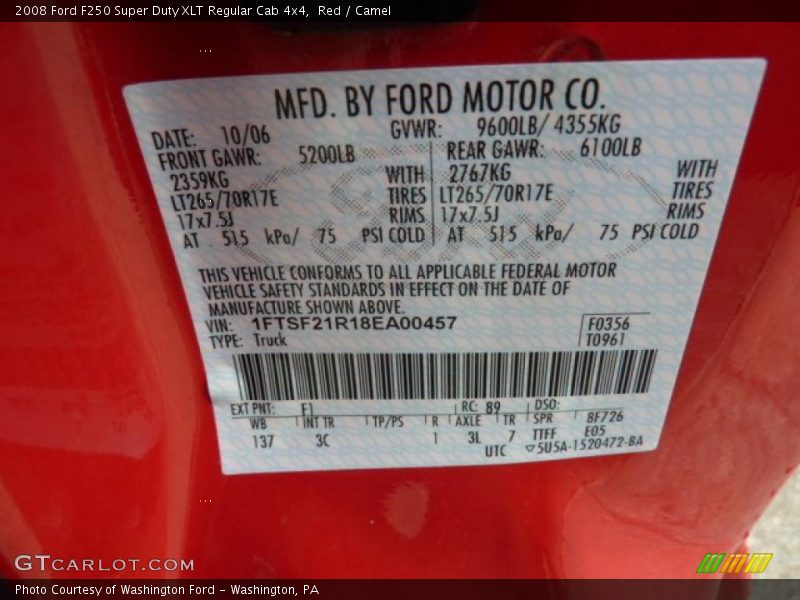 2008 Ford F250 Super Duty XLT Regular Cab 4x4, Red / Camel
...
MFD. BY FORD MOTOR CO.
DATE: 10/06 GVWR: 9600LB/ 4355KG
FRONT GAWR: 5200LB REAR GAWR: 6100LB
2359KG WITH 2767KG WITH
LT265/70R17E TIRES LT265/70R17E TIRES
17x7.5J RIMS 17x7.5J RIMS
AT 515 kPa/ 75 PSI COLD AT 515 kPa/ 75 PSI COLD
THIS VEHICLE CONFORMS TO ALL APPLICABLE FEDERAL MOTOR
VEHICLE SAFETY STANDARDS IN EFFECT ON THE DATE OF
MANUFACTURE SHOWN ABOVE.
VIN: 1FTSF21R18EA00457 F0356
TYPE: Truck T0961
EXT PNT: F1 RC: 89 DSO:
WB INT TR TP/PS R AXLE TR SPR 8F726
137 3C 1 3L 7 TTFF E05
UTC ▽5U5A-1520472-BA
...
GTCARLOT.COM
Photo Courtesy of Washington Ford - Washington, PA